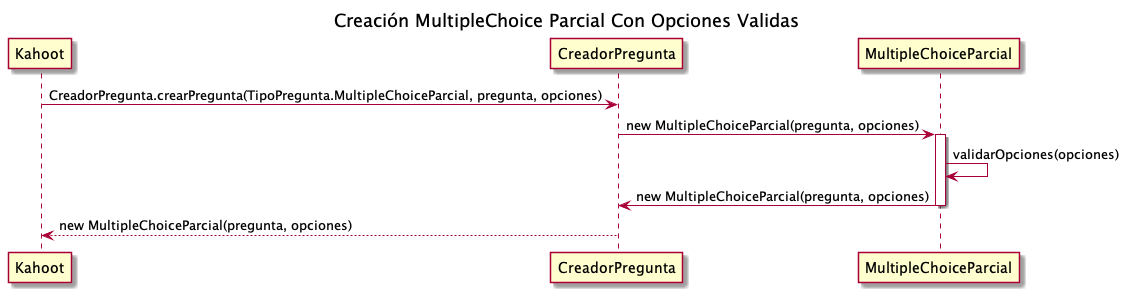 Creación MultipleChoice Parcial Con Opciones Validas
Kahoot
CreadorPregunta
MultipleChoiceParcial
CreadorPregunta.crearPregunta(TipoPregunta.MultipleChoiceParcial, pregunta, opciones)
new MultipleChoiceParcial(pregunta, opciones)
validarOpciones(opciones)
new MultipleChoiceParcial(pregunta, opciones)
new MultipleChoiceParcial(pregunta, opciones)
Kahoot
CreadorPregunta
MultipleChoiceParcial